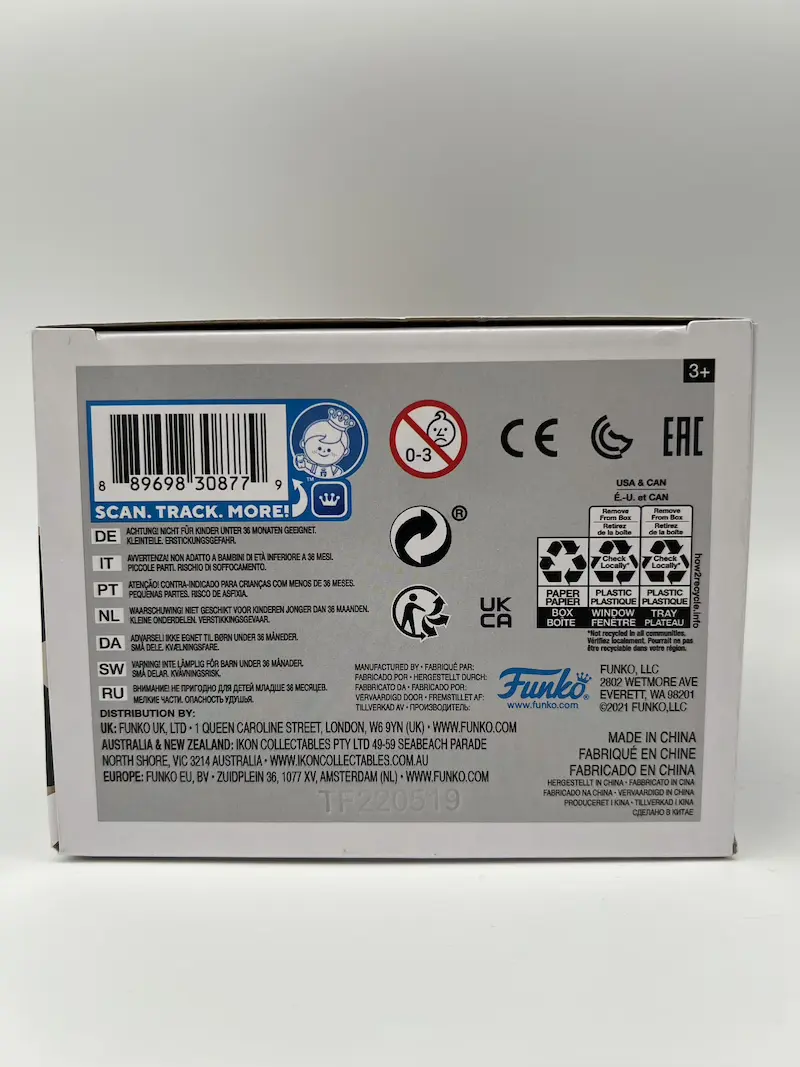 3+
8 89698 30877 9
SCAN. TRACK. MORE!
TM
0-3
CE
EAC
®
UK
CA
USA & CAN
É.-U. et CAN
Remove
From Box
Retirez
de la boîte
Remove
From Box
Retirez
de la boîte
Check
Locally*
Check
Locally*
PAPER
PAPIER
PLASTIC
PLASTIQUE
PLASTIC
PLASTIQUE
BOX
BOÎTE
WINDOW
FENÊTRE
TRAY
PLATEAU
how2recycle.info
*Not recycled in all communities.
Vérifiez localement. Pourrait ne pas
être recyclable dans votre région.
DE ACHTUNG! NICHT FÜR KINDER UNTER 36 MONATEN GEEIGNET.
KLEINTEILE. ERSTICKUNGSGEFAHR.
IT AVVERTENZA! NON ADATTO A BAMBINI DI ETÀ INFERIORE A 36 MESI.
PICCOLE PARTI. RISCHIO DI SOFFOCAMENTO.
PT ATENÇÃO! CONTRA-INDICADO PARA CRIANÇAS COM MENOS DE 36 MESES.
PEQUENAS PARTES. RISCO DE ASFIXIA.
NL WAARSCHUWING! NIET GESCHIKT VOOR KINDEREN JONGER DAN 36 MAANDEN.
KLEINE ONDERDELEN. VERSTIKKINGSGEVAAR.
DA ADVARSEL! IKKE EGNET TIL BØRN UNDER 36 MÅNEDER.
SMÅ DELE. KVÆLNINGSFARE.
SW VARNING! INTE LÄMPLIG FÖR BARN UNDER 36 MÅNADER.
SMÅ DELAR. KVÄVNINGSRISK.
RU ВНИМАНИЕ! НЕ ПРИГОДНО ДЛЯ ДЕТЕЙ МЛАДШЕ 36 МЕСЯЦЕВ.
МЕЛКИЕ ЧАСТИ. ОПАСНОСТЬ УДУШЬЯ.
MANUFACTURED BY • FABRIQUÉ PAR:
FABRICADO POR • HERGESTELLT DURCH:
FABBRICATO DA • FABRICADO POR:
VERVAARDIGD DOOR • FREMSTILLET AF:
TILLVERKAD AV • ПРОИЗВОДИТЕЛЬ:
Funko®
www.funko.com
FUNKO, LLC
2802 WETMORE AVE
EVERETT, WA 98201
©2021 FUNKO,LLC
DISTRIBUTION BY:
UK: FUNKO UK, LTD • 1 QUEEN CAROLINE STREET, LONDON, W6 9YN (UK) • WWW.FUNKO.COM
AUSTRALIA & NEW ZEALAND: IKON COLLECTABLES PTY LTD 49-59 SEABEACH PARADE
NORTH SHORE, VIC 3214 AUSTRALIA • WWW.IKONCOLLECTABLES.COM.AU
EUROPE: FUNKO EU, BV • ZUIDPLEIN 36, 1077 XV, AMSTERDAM (NL) • WWW.FUNKO.COM
TF220519
MADE IN CHINA
FABRIQUÉ EN CHINE
FABRICADO EN CHINA
HERGESTELLT IN CHINA • FABBRICATO IN CINA
FABRICADO NA CHINA • VERVAARDIGD IN CHINA
PRODUCERET I KINA • TILLVERKAD I KINA
СДЕЛАНО В КИТАЕ